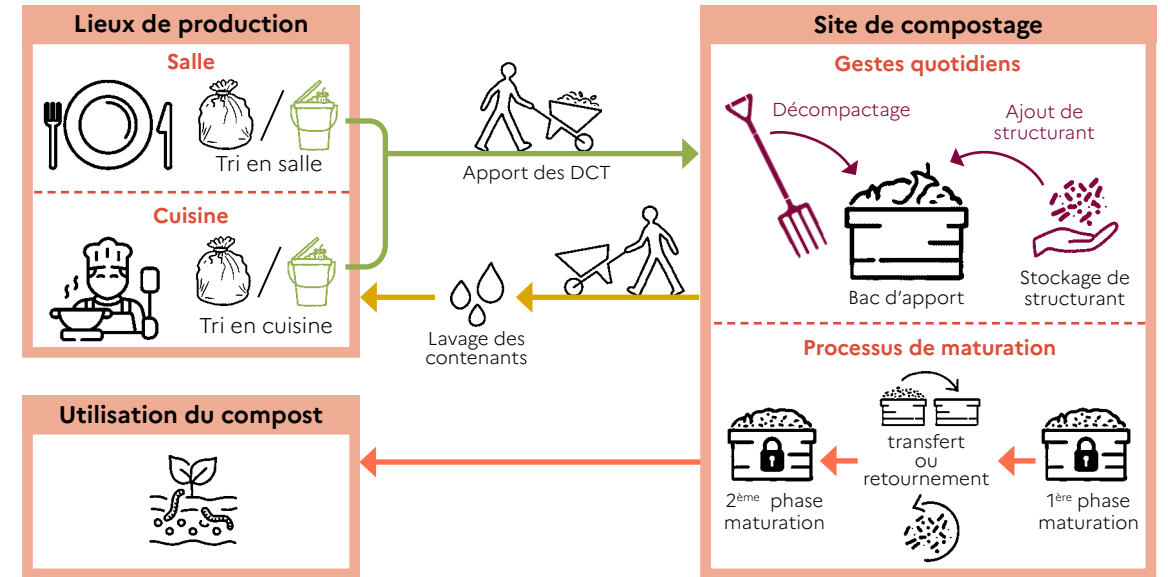 Lieux de production
Salle
Tri en salle
Cuisine
Tri en cuisine
Apport des DCT
Lavage des
contenants
Site de compostage
Gestes quotidiens
Décompactage
Ajout de
structurant
Bac d'apport
Stockage de
structurant
Processus de maturation
transfert
ou
retournement
2ème phase
maturation
1ère phase
maturation
Utilisation du compost